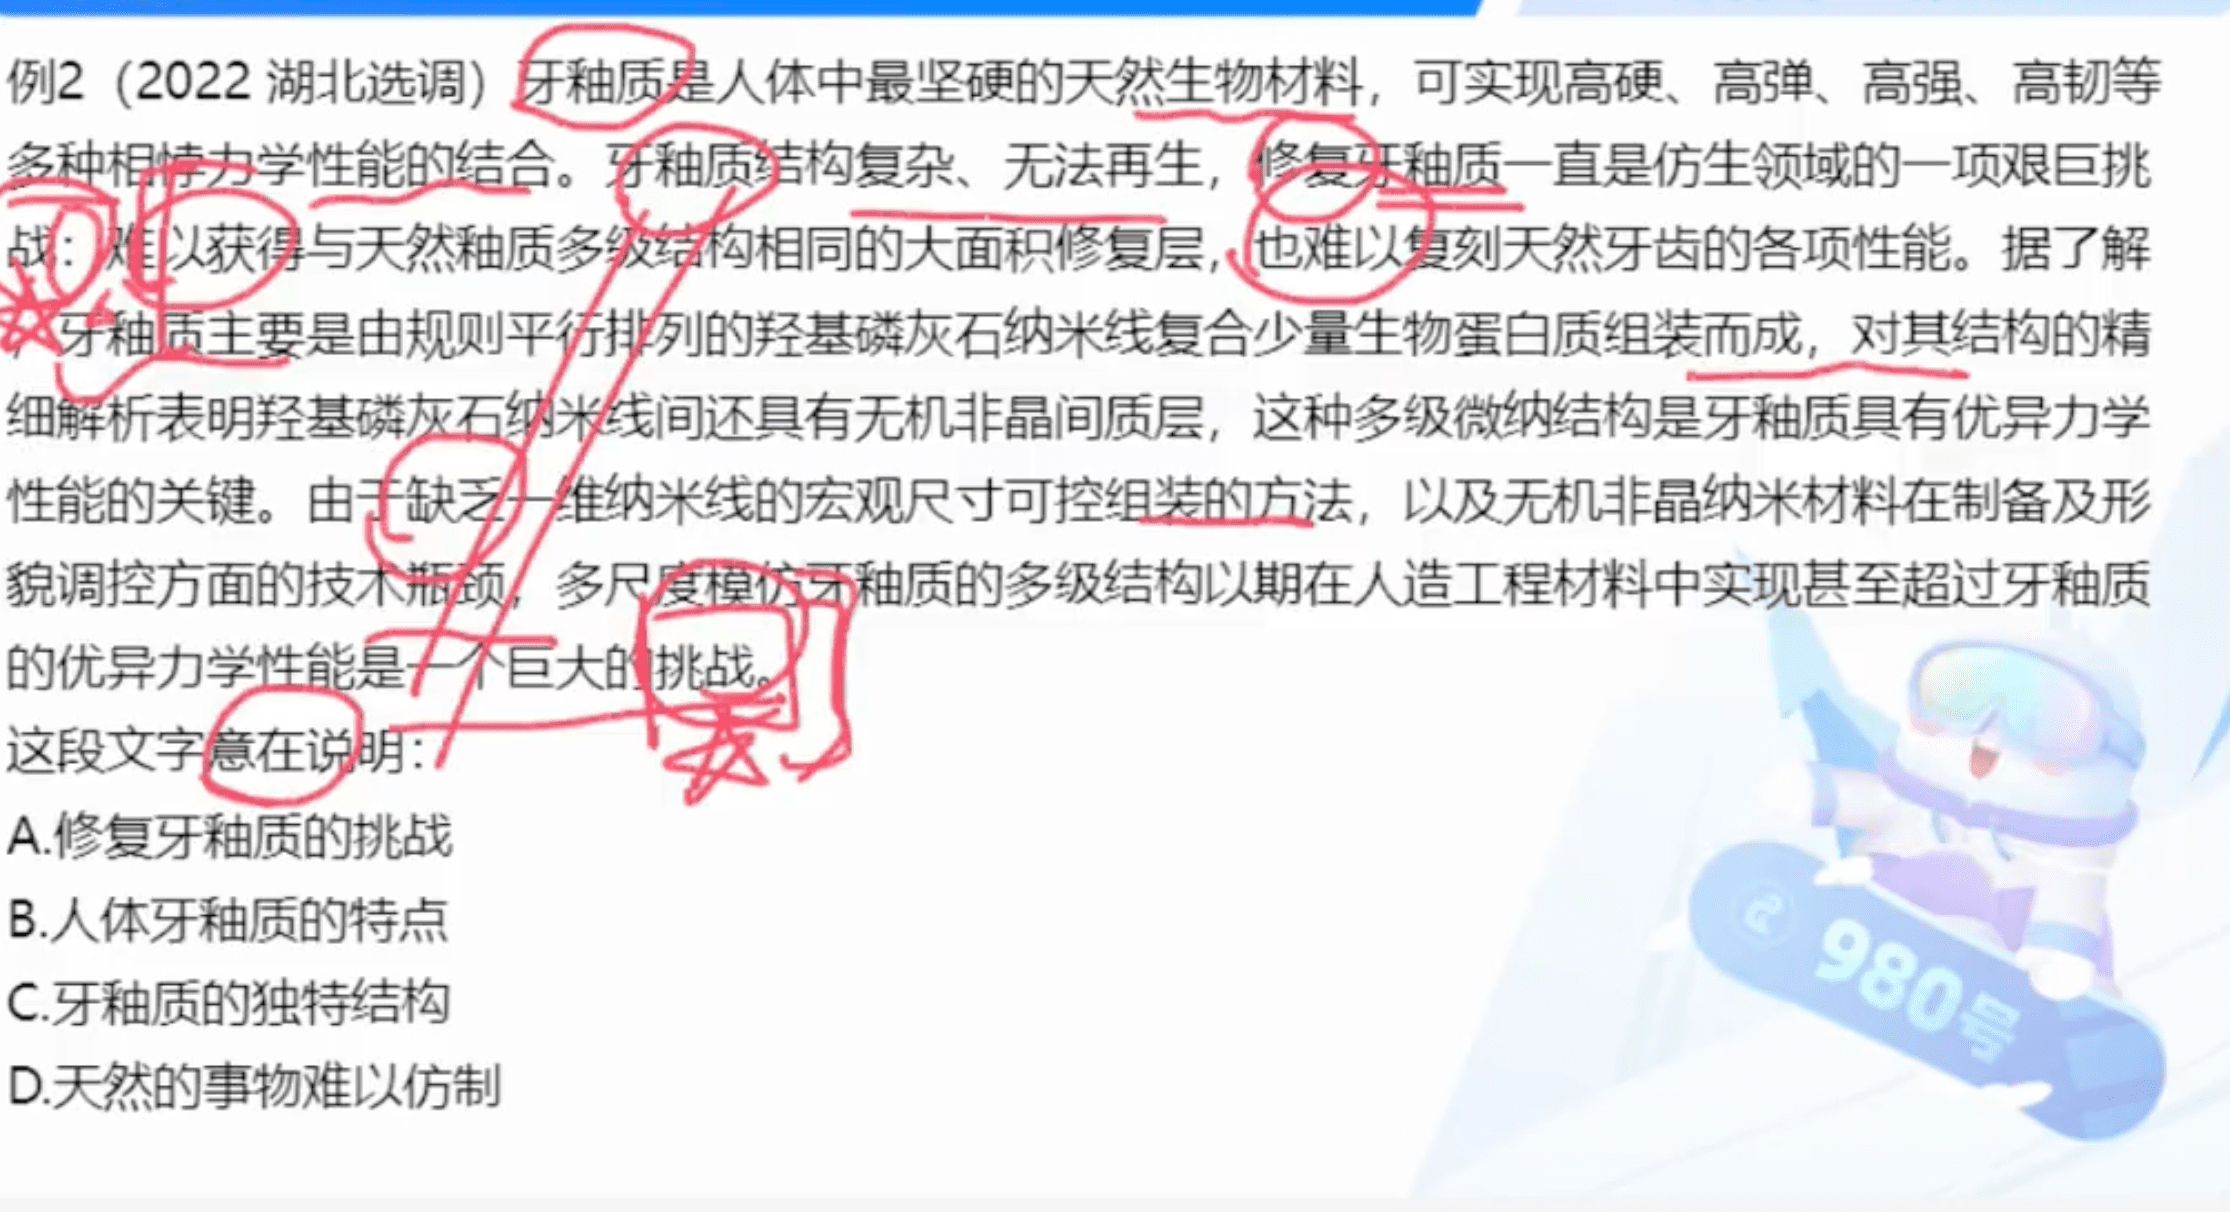 例2（2022 湖北选调）牙釉质是人体中最坚硬的天然生物材料，可实现高硬、高弹、高强、高韧等
多种相悖力学性能的结合。牙釉质结构复杂、无法再生，修复牙釉质一直是仿生领域的一项艰巨挑
战：难以获得与天然釉质多级结构相同的大面积修复层，也难以复刻天然牙齿的各项性能。据了解
，牙釉质主要是由规则平行排列的羟基磷灰石纳米线复合少量生物蛋白质组装而成，对其结构的精
细解析表明羟基磷灰石纳米线间还具有无机非晶间质层，这种多级微纳结构是牙釉质具有优异力学
性能的关键。由于缺乏一维纳米线的宏观尺寸可控组装的方法，以及无机非晶纳米材料在制备及形
貌调控方面的技术瓶颈，多尺度模仿牙釉质的多级结构以期在人造工程材料中实现甚至超过牙釉质
的优异力学性能是一个巨大的挑战。
这段文字意在说明：
A.修复牙釉质的挑战
B.人体牙釉质的特点
C.牙釉质的独特结构
D.天然的事物难以仿制
980号